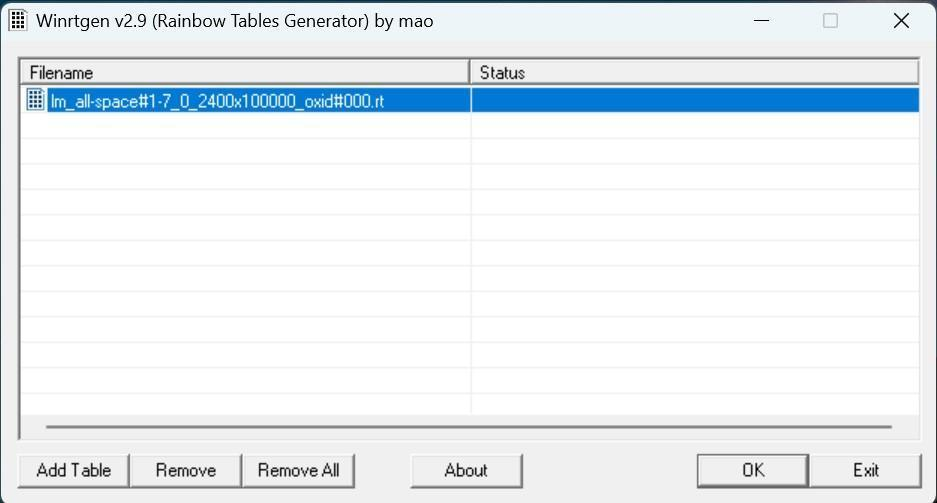 Winrtgen v2.9 (Rainbow Tables Generator) by mao
Filename Status
lm_all-space#1-7_0_2400x100000_oxid#000.rt
Add Table Remove Remove All About OK Exit